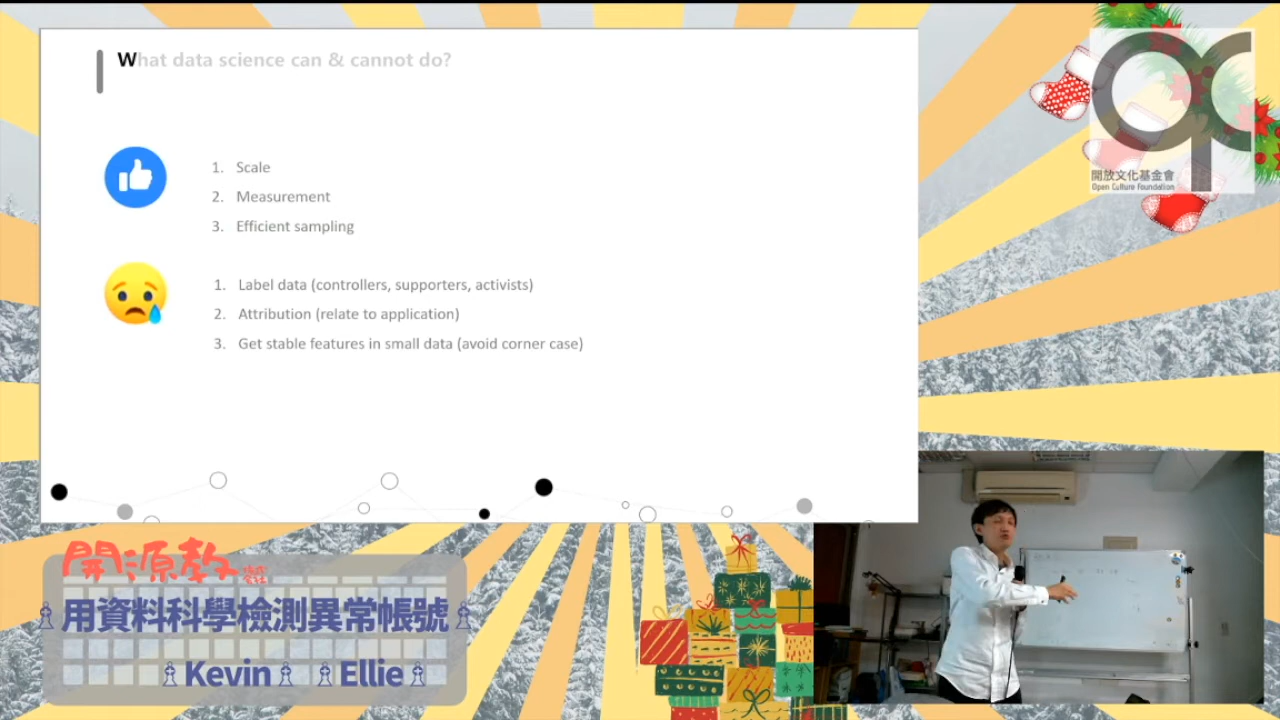 What data science can & cannot do?
1. Scale
2. Measurement
3. Efficient sampling
1. Label data (controllers, supporters, activists)
2. Attribution (relate to application)
3. Get stable features in small data (avoid corner case)
開放文化基金會
Open Culture Foundation
開源教
用資料科學檢測異常帳號
Kevin Ellie